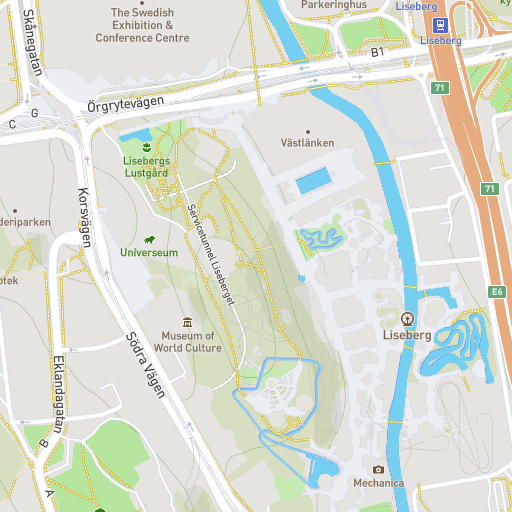 Skånegatan
The Swedish
Exhibition &
Conference Centre
Parkeringhus
Liseberg
Liseberg
B1
71
Örgrytevägen
G
C
Västlänken
Lisebergs
Lustgård
71
Korsvägen
Universeum
Servicetunnel Liseberget
E6
Museum of
World Culture
Liseberg
Södra Vägen
Eklandagatan
B
A
Mechanica